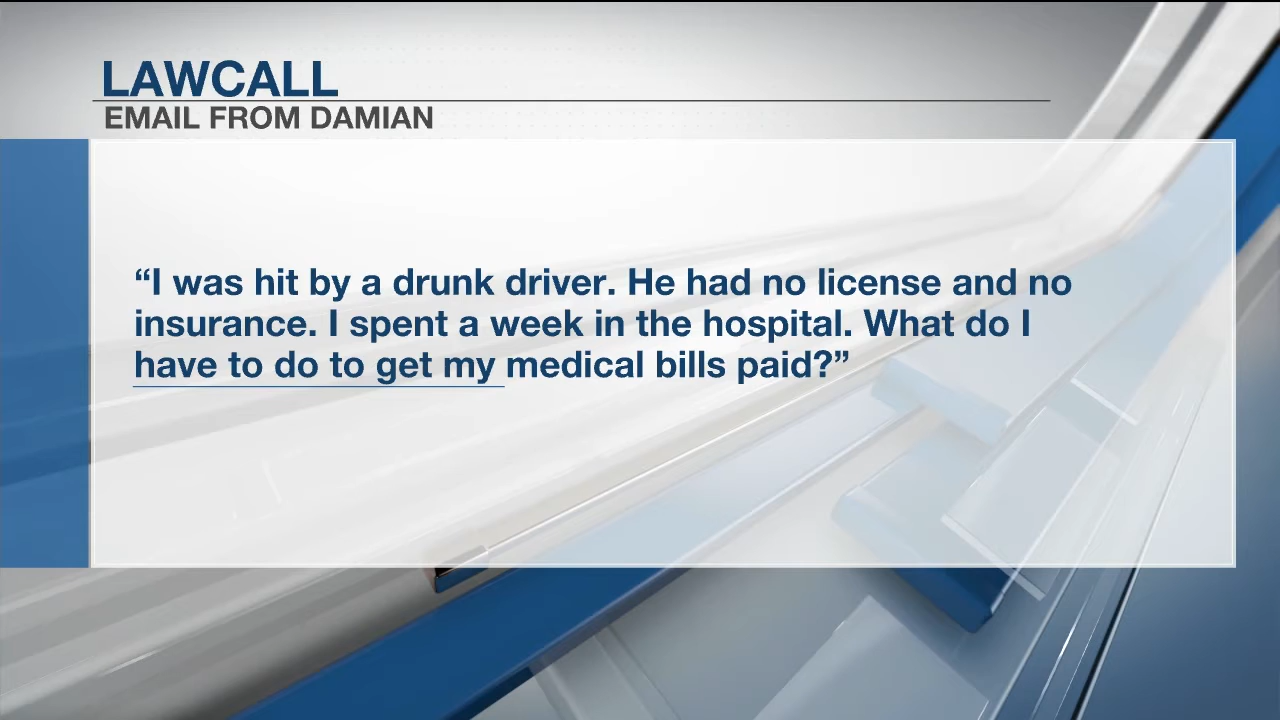 LAWCALL
EMAIL FROM DAMIAN
“I was hit by a drunk driver. He had no license and no
insurance. I spent a week in the hospital. What do I
have to do to get my medical bills paid?”